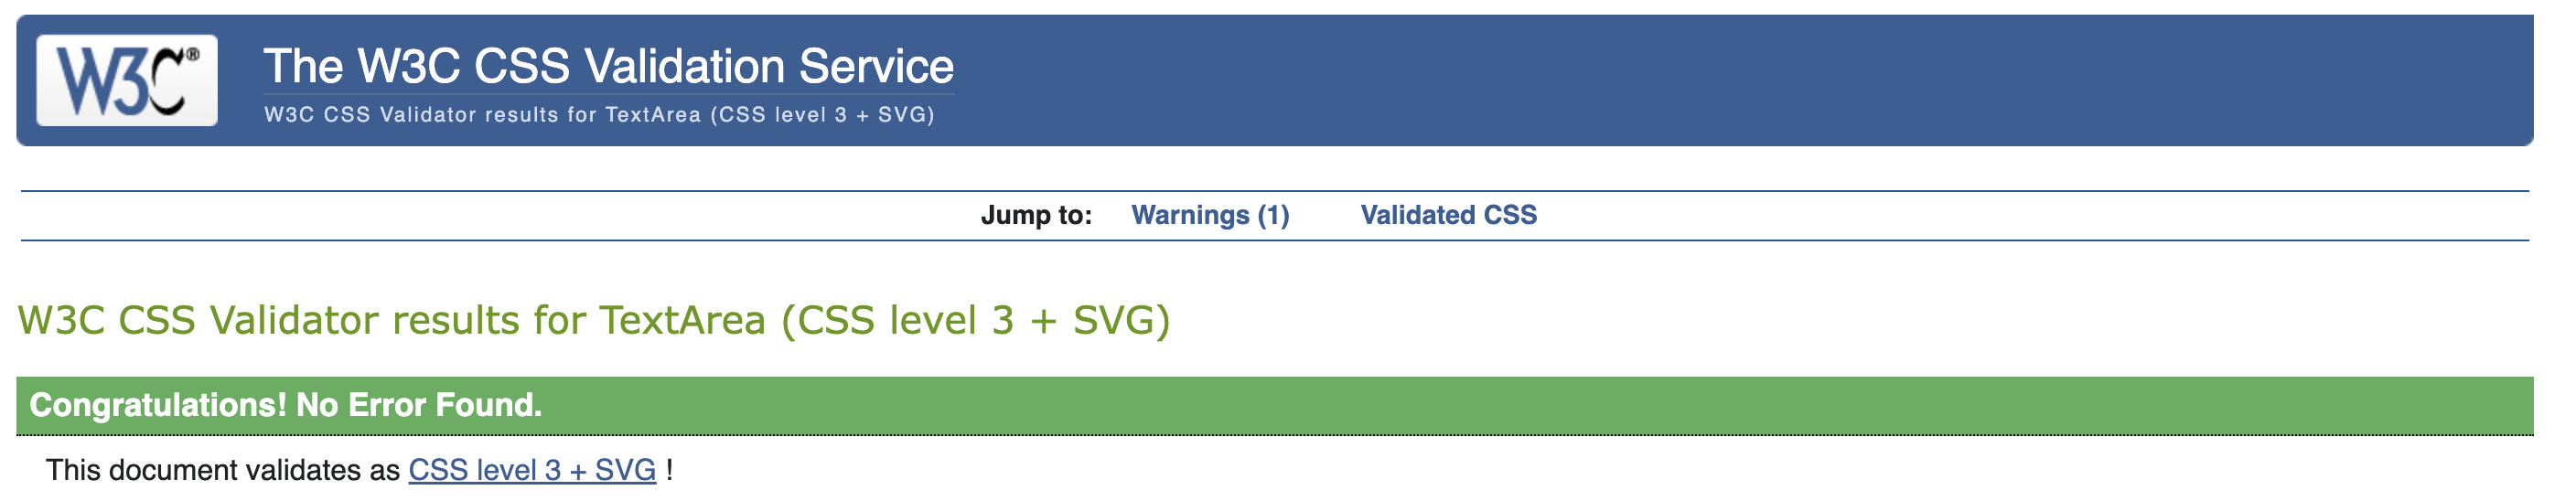 W3C®
The W3C CSS Validation Service
W3C CSS Validator results for TextArea (CSS level 3 + SVG)
Jump to: Warnings (1) Validated CSS
W3C CSS Validator results for TextArea (CSS level 3 + SVG)
Congratulations! No Error Found.
This document validates as CSS level 3 + SVG !